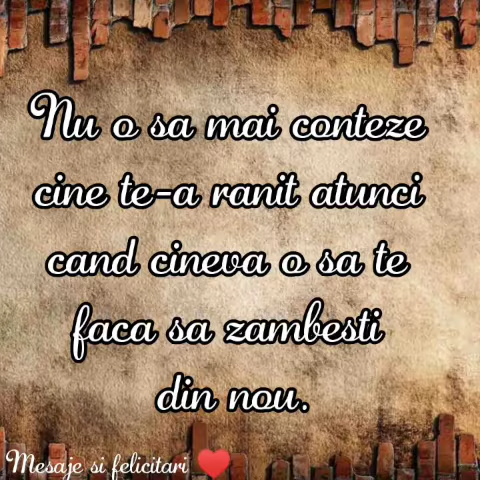 Nu o sa mai conteze
cine te-a ranit atunci
cand cineva o sa te
faca sa zambesti
din nou.
Mesaje si felicitari ❤️